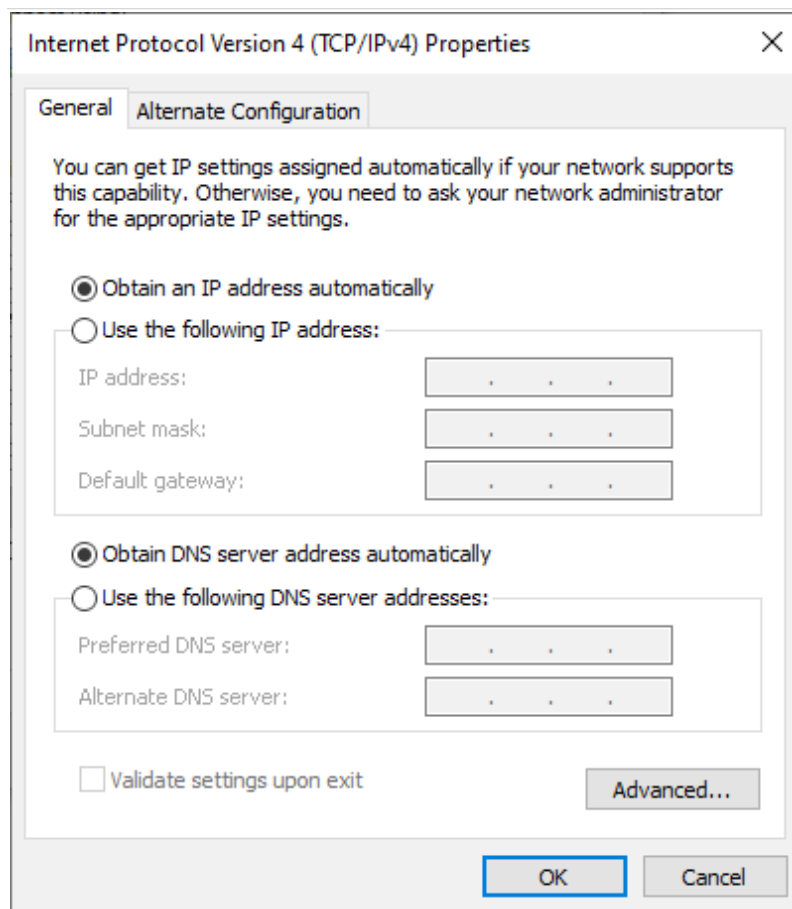 Internet Protocol Version 4 (TCP/IPv4) Properties
General
Alternate Configuration
You can get IP settings assigned automatically if your network supports
this capability. Otherwise, you need to ask your network administrator
for the appropriate IP settings.
Obtain an IP address automatically
Use the following IP address:
IP address:
. . .
Subnet mask:
. . .
Default gateway:
. . .
Obtain DNS server address automatically
Use the following DNS server addresses:
Preferred DNS server:
. . .
Alternate DNS server:
. . .
Validate settings upon exit
Advanced...
OK
Cancel